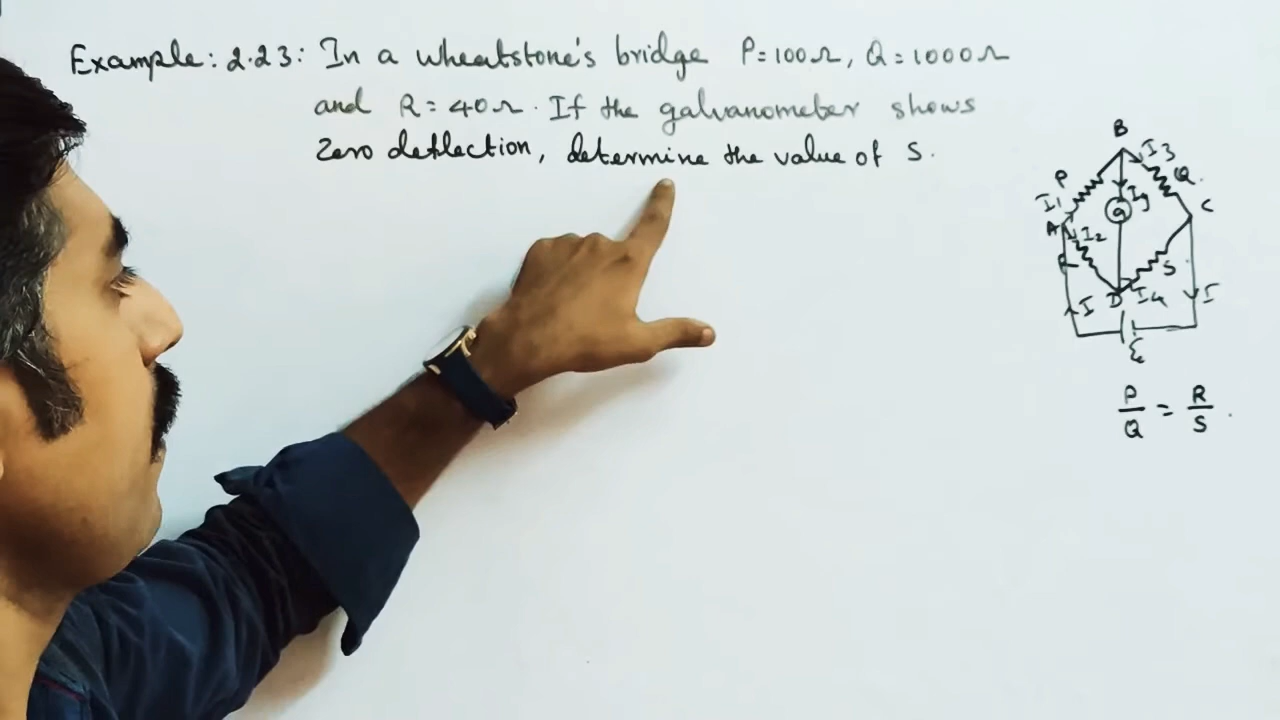 Example: 2.23: In a wheatstone's bridge P=100Ω, Q=1000Ω
and R=40Ω. If the galvanometer shows
Zero deflection, determine the value of S.
B
I3
P
Q
I1
Ig
G
C
A
I2
R
S
D
I4
I
I
ε
P/Q = R/S.